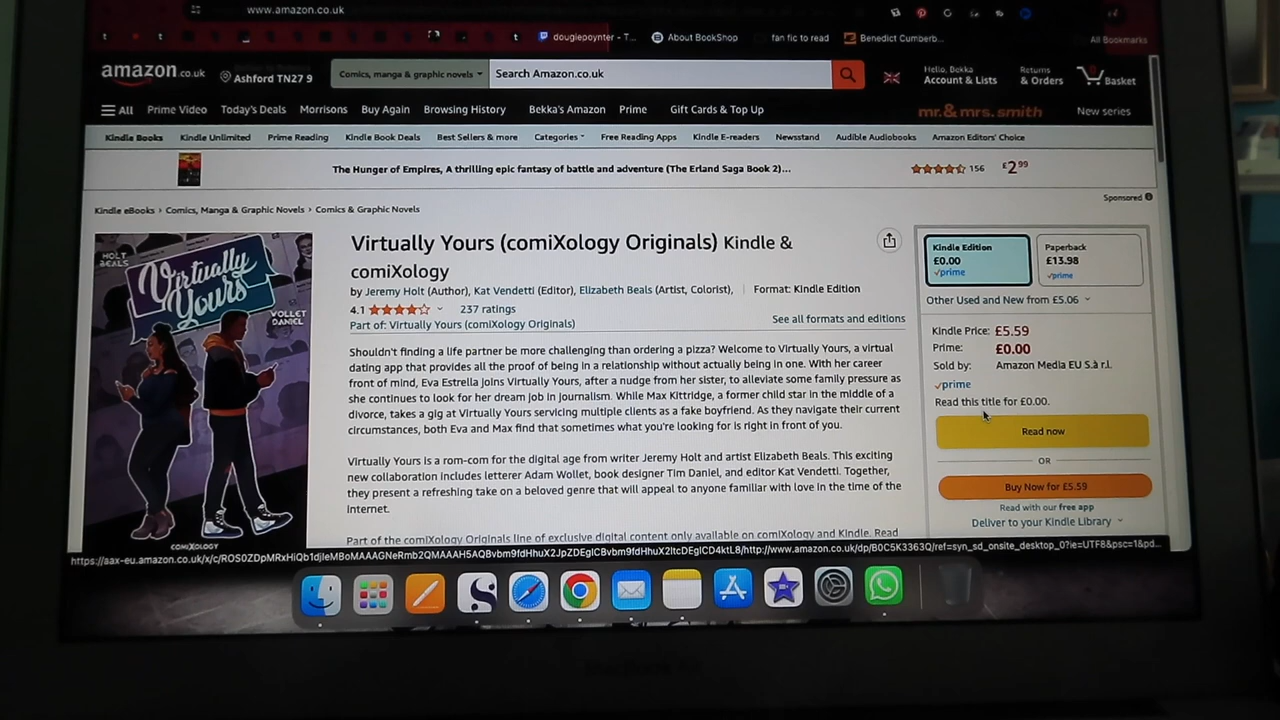 www.amazon.co.uk
dougiepoynter - T...
About BookShop
fan fic to read
Benedict Cumberb...
All Bookmarks
amazon.co.uk
Ashford TN27 9
Comics, manga & graphic novels
Search Amazon.co.uk
Hello, Bekka
Account & Lists
Returns
& Orders
Basket
All Prime Video Today's Deals Morrisons Buy Again Browsing History Bekka's Amazon Prime Gift Cards & Top Up
mr.& mrs. smith New series
Kindle Books Kindle Unlimited Prime Reading Kindle Book Deals Best Sellers & more Categories Free Reading Apps Kindle E-readers Newsstand Audible Audiobooks Amazon Editors' Choice
The Hunger of Empires, A thrilling epic fantasy of battle and adventure (The Erland Saga Book 2)... 156 £2⁹⁹
Sponsored
Kindle eBooks › Comics, Manga & Graphic Novels › Comics & Graphic Novels
HOLT
BEALS
Virtually
Yours
WOLLET
DANIEL
COMIXOLOGY
Virtually Yours (comiXology Originals) Kindle &
comiXology
by Jeremy Holt (Author), Kat Vendetti (Editor), Elizabeth Beals (Artist, Colorist), | Format: Kindle Edition
4.1 237 ratings
Part of: Virtually Yours (comiXology Originals)
See all formats and editions
Shouldn't finding a life partner be more challenging than ordering a pizza? Welcome to Virtually Yours, a virtual
dating app that provides all the proof of being in a relationship without actually being in one. With her career
front of mind, Eva Estrella joins Virtually Yours, after a nudge from her sister, to alleviate some family pressure as
she continues to look for her dream job in journalism. While Max Kittridge, a former child star in the middle of a
divorce, takes a gig at Virtually Yours servicing multiple clients as a fake boyfriend. As they navigate their current
circumstances, both Eva and Max find that sometimes what you're looking for is right in front of you.
Virtually Yours is a rom-com for the digital age from writer Jeremy Holt and artist Elizabeth Beals. This exciting
new collaboration includes letterer Adam Wollet, book designer Tim Daniel, and editor Kat Vendetti. Together,
they present a refreshing take on a beloved genre that will appeal to anyone familiar with love in the time of the
Internet.
Part of the comiXology Originals line of exclusive digital content only available on comiXology and Kindle. Read
Kindle Edition
£0.00
prime
Paperback
£13.98
prime
Other Used and New from £5.06
Kindle Price: £5.59
Prime: £0.00
Sold by: Amazon Media EU S.à r.l.
prime
Read this title for £0.00.
Read now
OR
Buy Now for £5.59
Read with our free app
Deliver to your Kindle Library